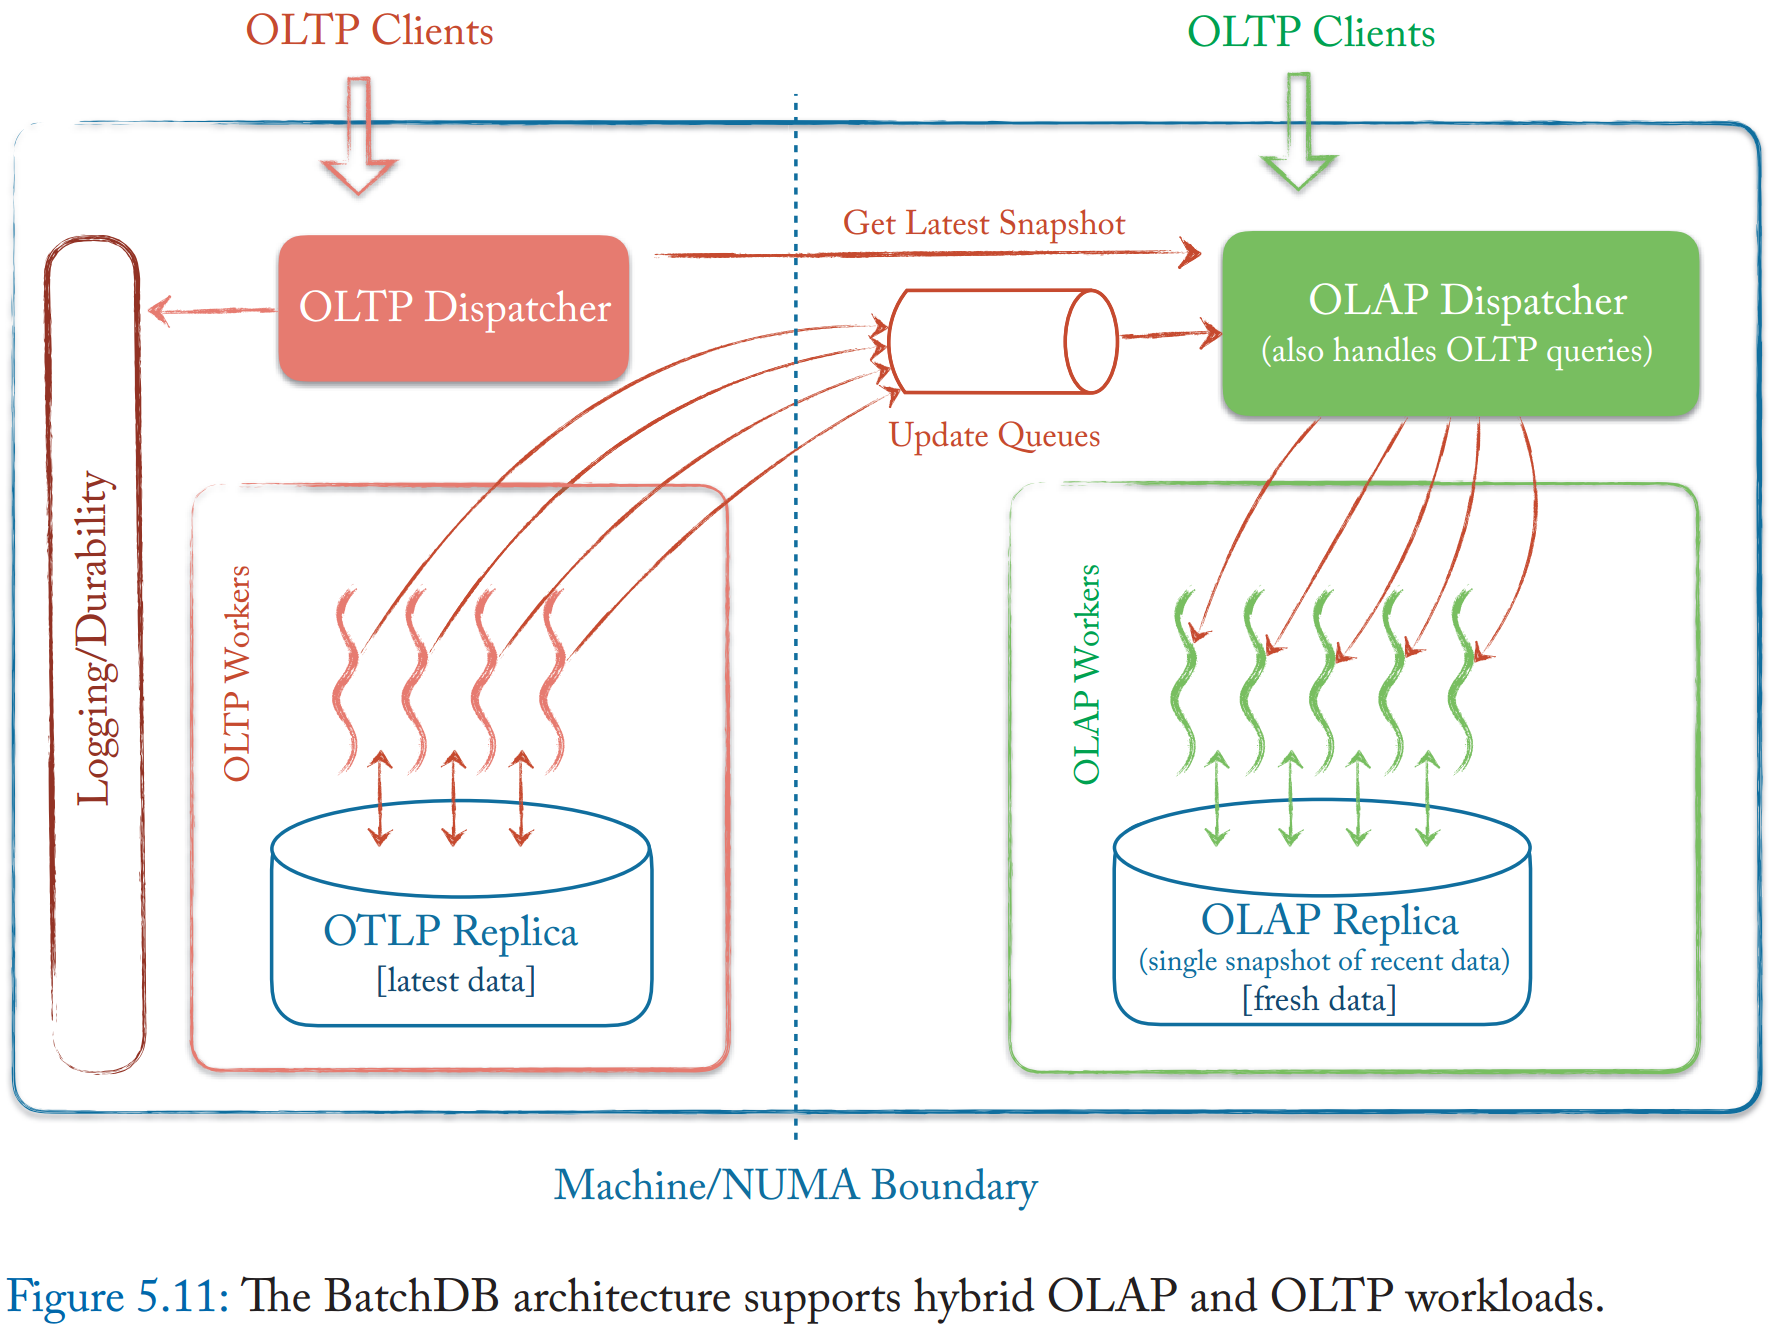 OLTP Clients
OLTP Clients
Get Latest Snapshot
OLTP Dispatcher
OLAP Dispatcher
(also handles OLTP queries)
Update Queues
Logging/Durability
OLTP Workers
OLAP Workers
OTLP Replica
[latest data]
OLAP Replica
(single snapshot of recent data)
[fresh data]
Machine/NUMA Boundary
Figure 5.11: The BatchDB architecture supports hybrid OLAP and OLTP workloads.